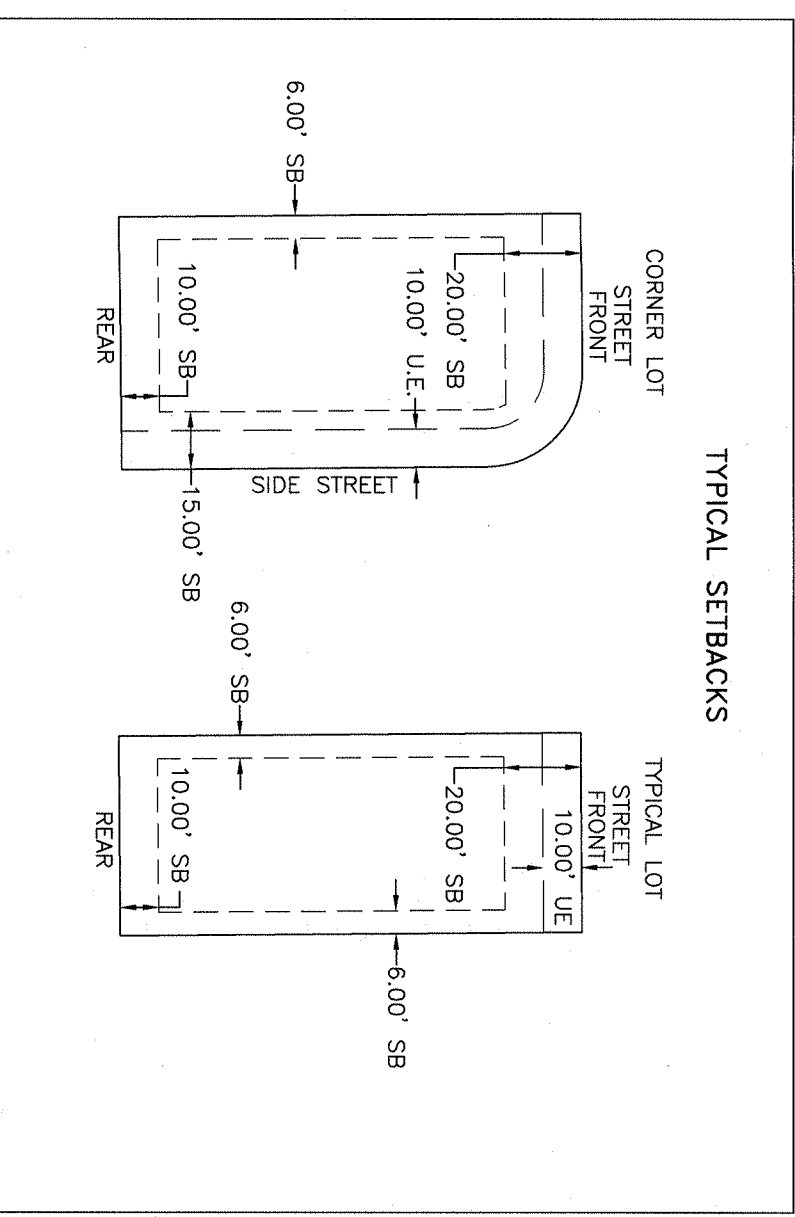 TYPICAL SETBACKS
CORNER LOT
STREET
FRONT
6.00' SB
20.00' SB
10.00' U.E.
10.00' SB
REAR
SIDE STREET
15.00' SB
TYPICAL LOT
STREET
FRONT
10.00' UE
6.00' SB
20.00' SB
10.00' SB
REAR
6.00' SB